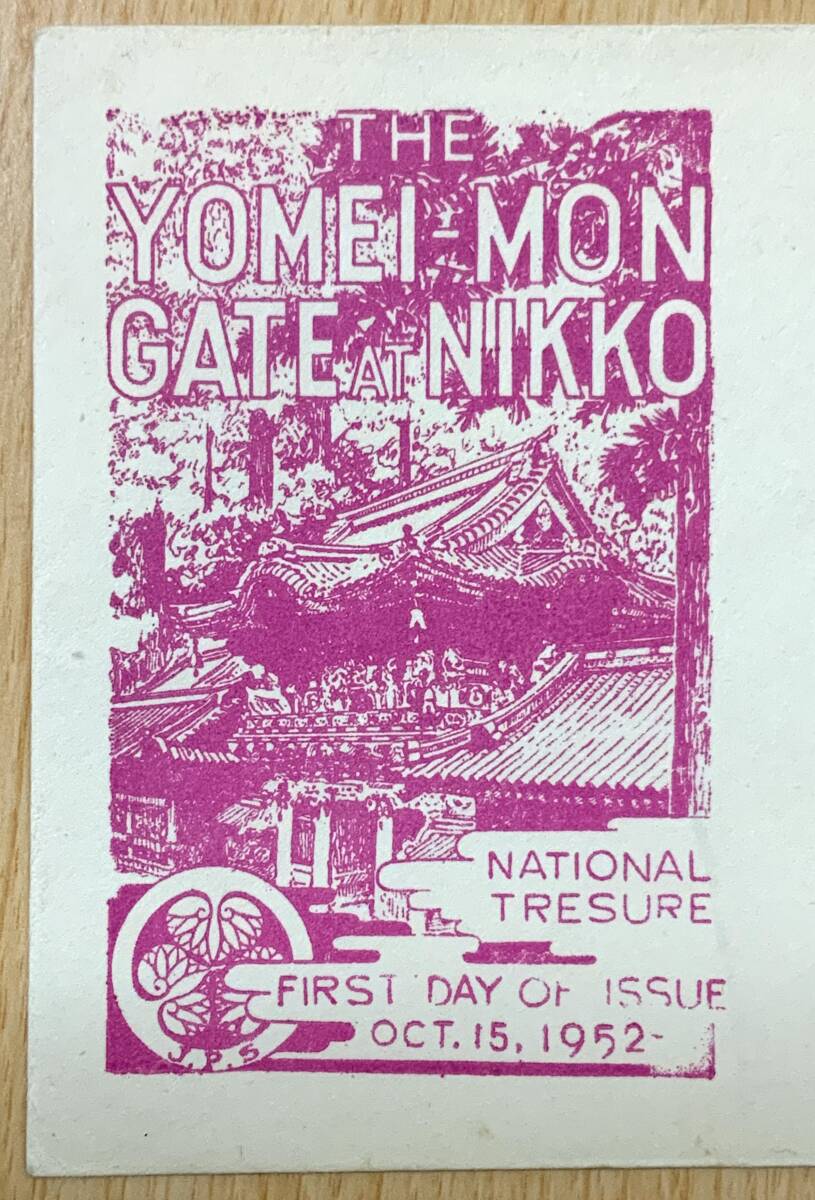 THE
YOMEI-MON
GATE AT NIKKO
NATIONAL
TRESURE
FIRST DAY OF ISSUE
OCT. 15, 1952-
J.P.S